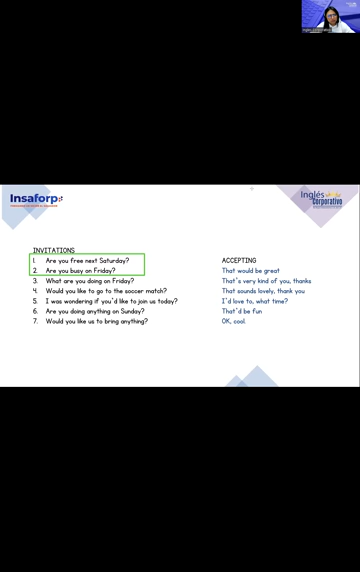 Insaforp
Inglés
Corporativo
INVITATIONS
1. Are you free next Saturday?
2. Are you busy on Friday?
3. What are you doing on Friday?
4. Would you like to go to the soccer match?
5. I was wondering if you'd like to join us today?
6. Are you doing anything on Sunday?
7. Would you like us to bring anything?
ACCEPTING
That would be great
That's very kind of you, thanks
That sounds lovely, thank you
I'd love to, what time?
That'd be fun
OK, cool.